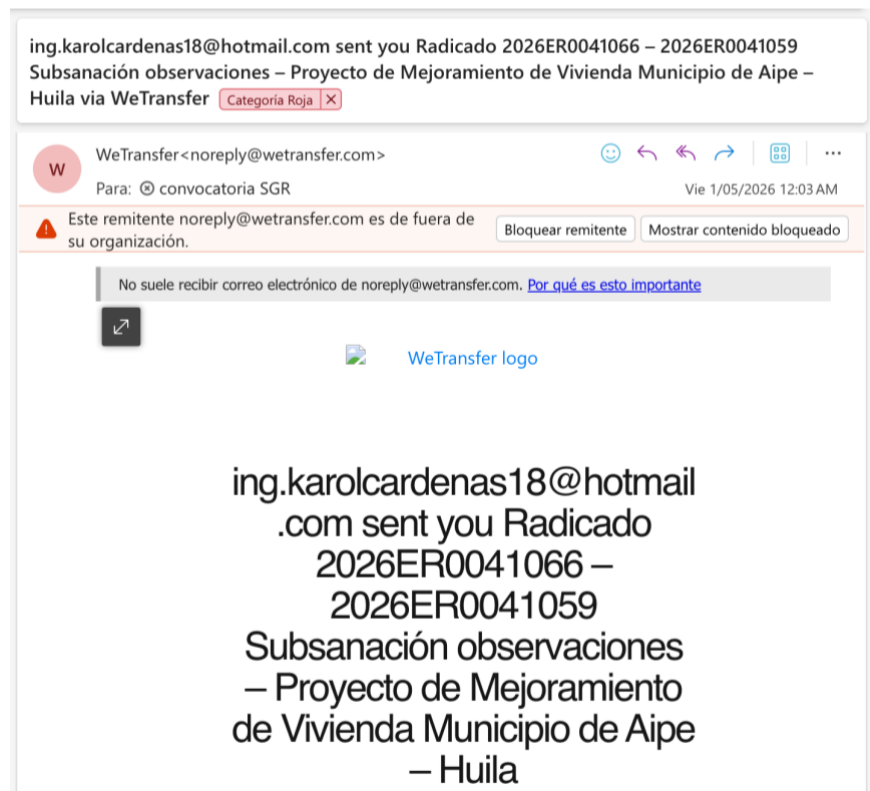 ing.karolcardenas18@hotmail.com sent you Radicado 2026ER0041066 – 2026ER0041059
Subsanación observaciones – Proyecto de Mejoramiento de Vivienda Municipio de Aipe –
Huila via WeTransfer Categoría Roja
W
WeTransfer<noreply@wetransfer.com>
Para: convocatoria SGR
Vie 1/05/2026 12:03 AM
Este remitente noreply@wetransfer.com es de fuera de
su organización.
Bloquear remitente
Mostrar contenido bloqueado
No suele recibir correo electrónico de noreply@wetransfer.com. Por qué es esto importante
WeTransfer logo
ing.karolcardenas18@hotmail
.com sent you Radicado
2026ER0041066 –
2026ER0041059
Subsanación observaciones
– Proyecto de Mejoramiento
de Vivienda Municipio de Aipe
– Huila